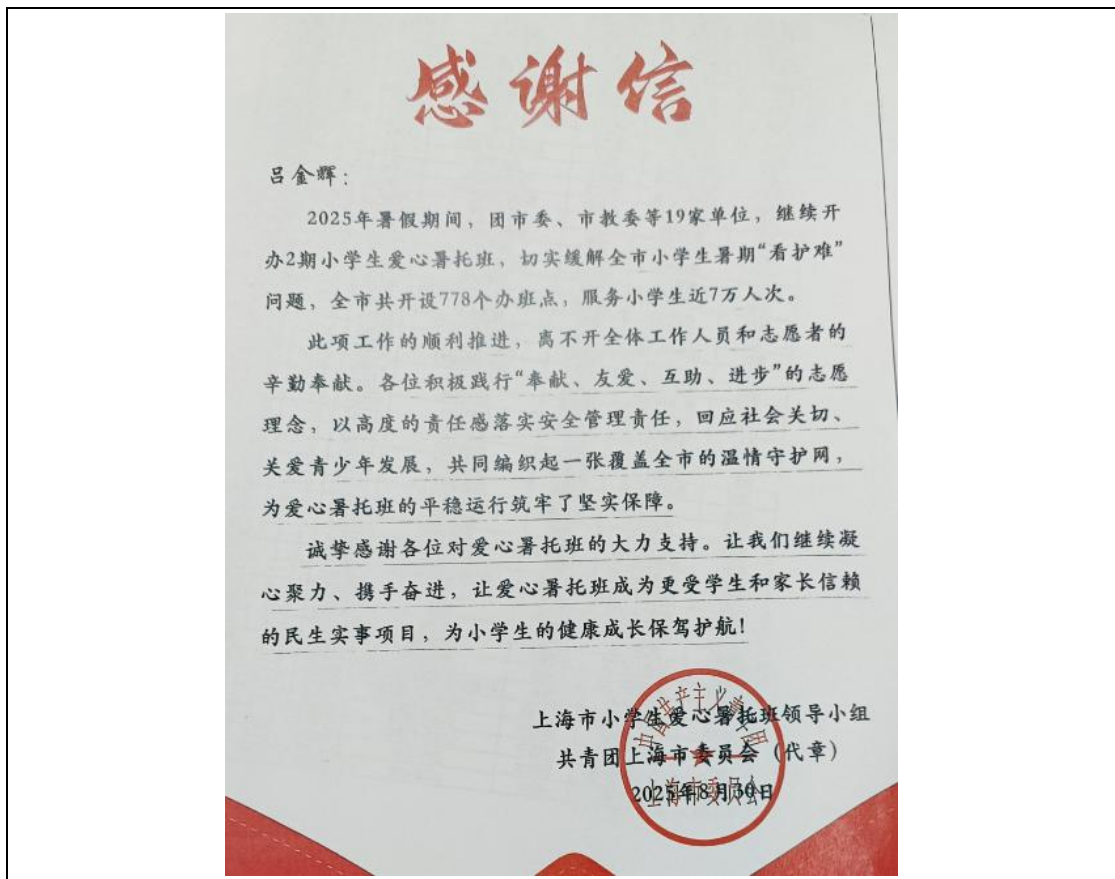 感谢信
吕金辉：
2025年暑假期间，团市委、市教委等19家单位，继续开
办2期小学生爱心暑托班，切实缓解全市小学生暑期“看护难”
问题，全市共开设778个办班点，服务小学生近7万人次。
此项工作的顺利推进，离不开全体工作人员和志愿者的
辛勤奉献。各位积极践行“奉献、友爱、互助、进步”的志愿
理念，以高度的责任感落实安全管理责任，回应社会关切、
关爱青少年发展，共同编织起一张覆盖全市的温情守护网，
为爱心暑托班的平稳运行筑牢了坚实保障。
诚挚感谢各位对爱心暑托班的大力支持。让我们继续凝
心聚力、携手奋进，让爱心暑托班成为更受学生和家长信赖
的民生实事项目，为小学生的健康成长保驾护航!
上海市小学生爱心暑托班领导小组
共青团上海市委员会（代章）
2025年8月30日
中国共产主义青年团
上海市委员会